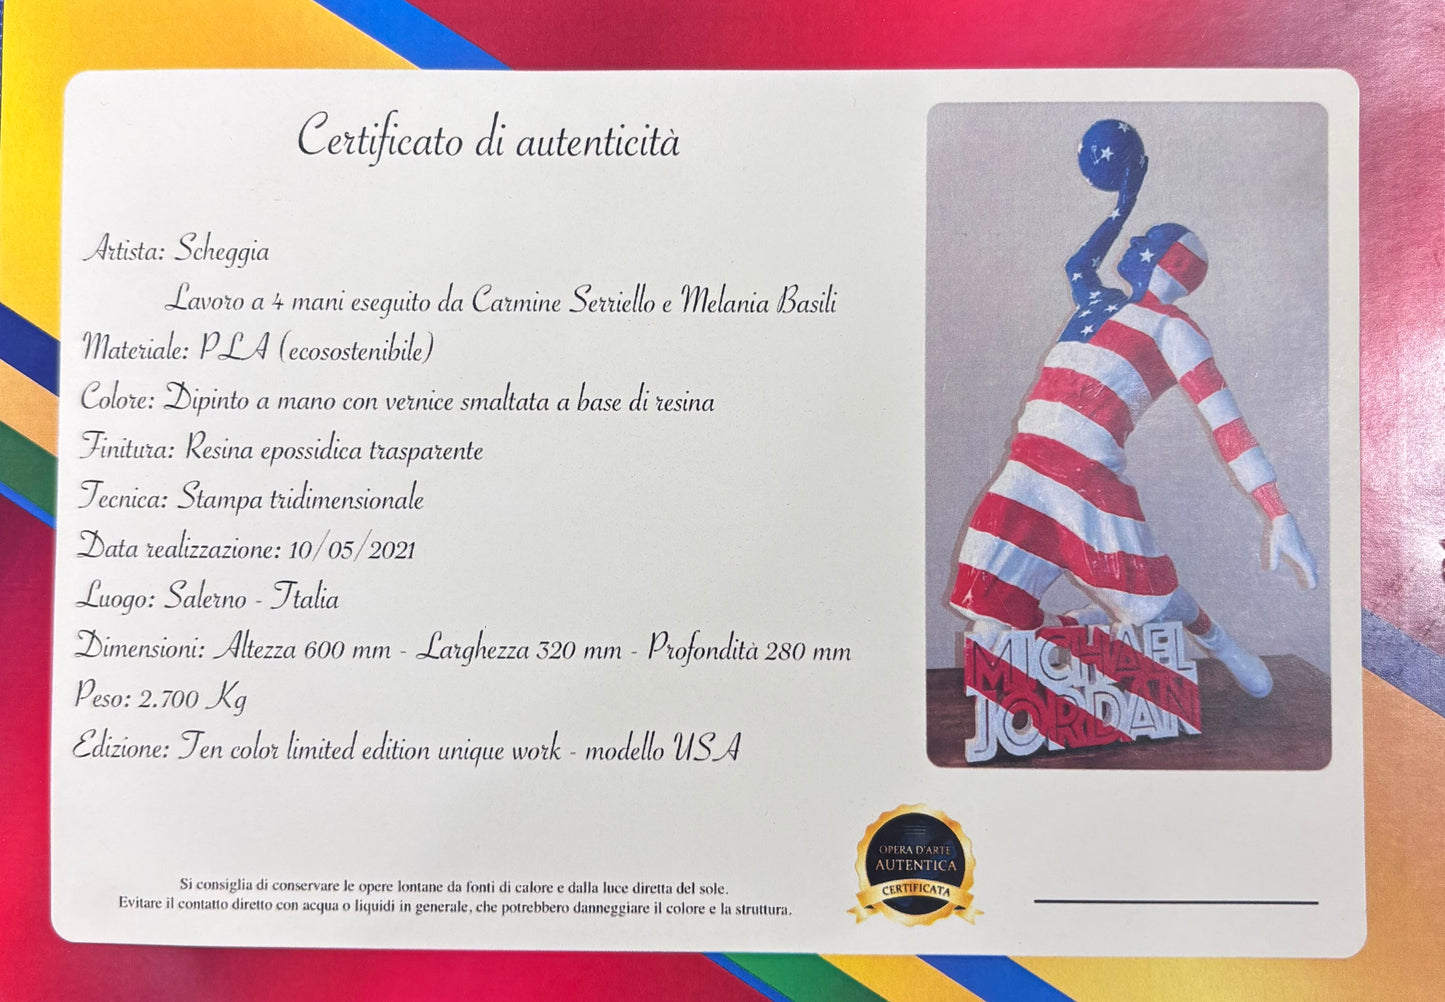 Certificato di autenticità
Artista: Scheggia
Lavoro a 4 mani eseguito da Carmine Serriello e Melania Basili
Materiale: PLA (ecosostenibile)
Colore: Dipinto a mano con vernice smaltata a base di resina
Finitura: Resina epossidica trasparente
Tecnica: Stampa tridimensionale
Data realizzazione: 10/05/2021
Luogo: Salerno - Italia
Dimensioni: Altezza 600 mm - Larghezza 320 mm - Profondità 280 mm
Peso: 2.700 Kg
Edizione: Ten color limited edition unique work - modello USA
MICHAEL
JORDAN
OPERA D'ARTE
AUTENTICA
CERTIFICATA
Si consiglia di conservare le opere lontane da fonti di calore e dalla luce diretta del sole.
Evitare il contatto diretto con acqua o liquidi in generale, che potrebbero danneggiare il colore e la struttura.